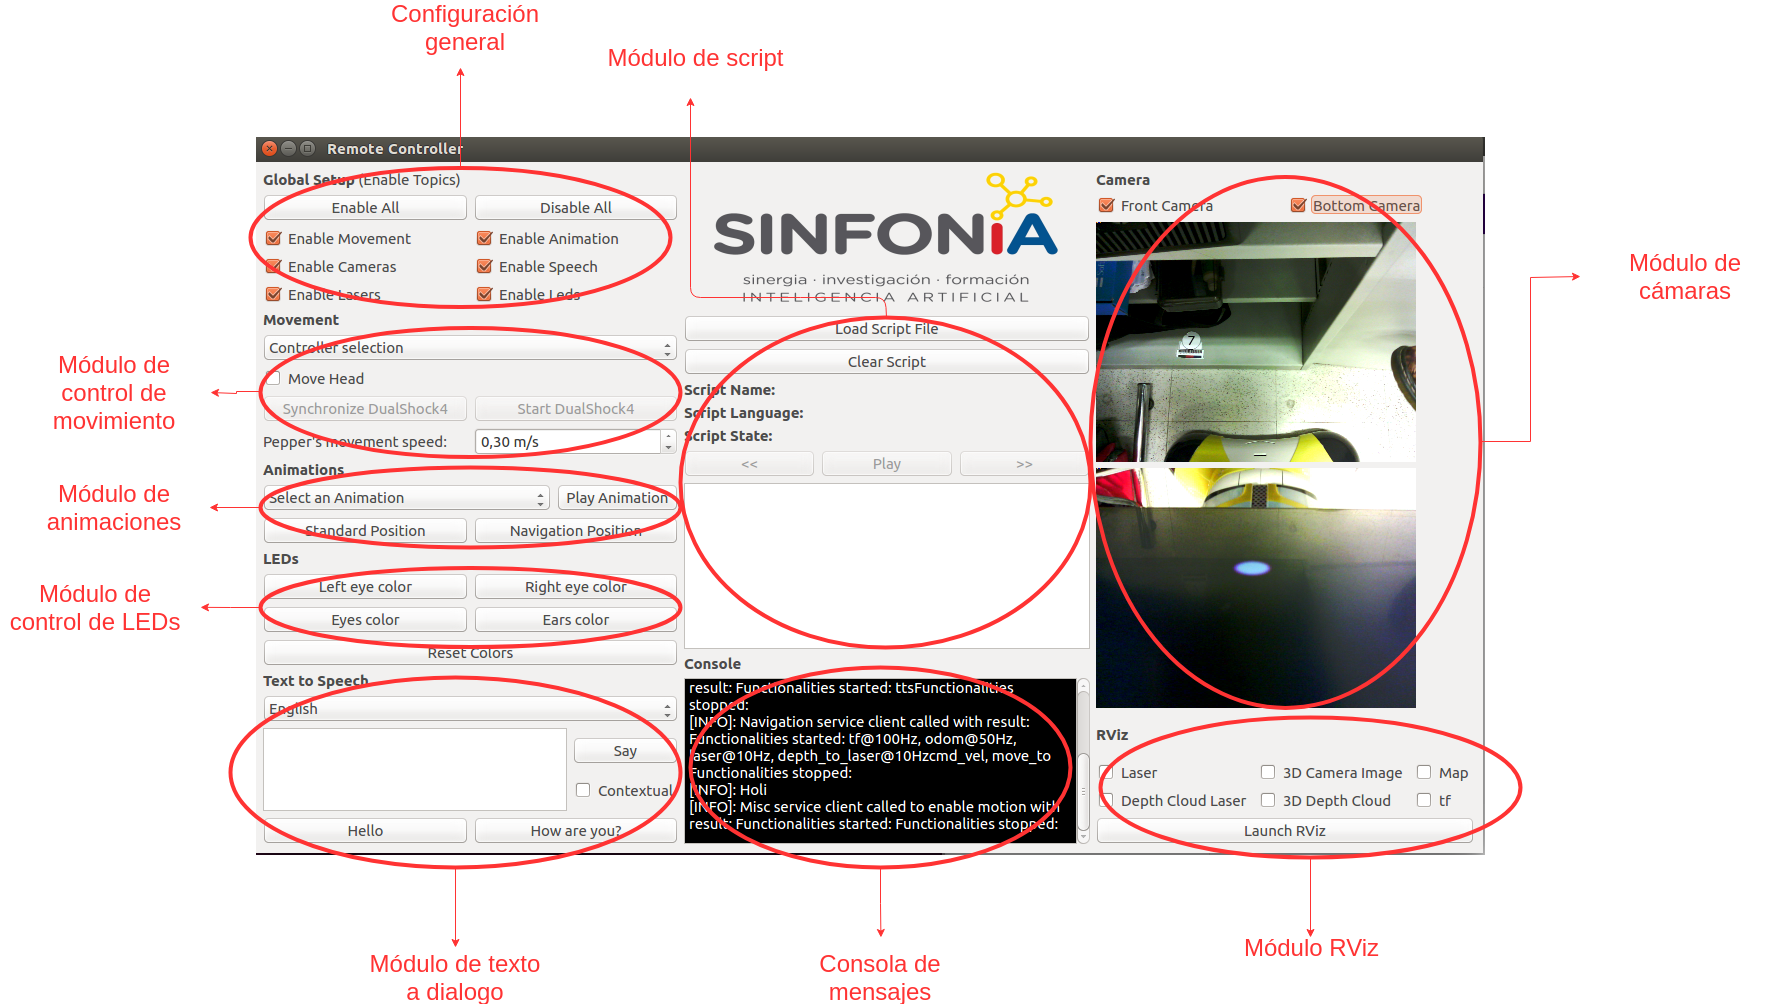 Configuración
general
Módulo de script
Remote Controller
Global Setup (Enable Topics)
Enable All
Disable All
Enable Movement
Enable Animation
Enable Cameras
Enable Speech
Enable Lasers
Enable Leds
Movement
Controller selection
Move Head
Synchronize DualShock4
Start DualShock4
Pepper's movement speed:
0,30 m/s
Animations
Select an Animation
Play Animation
Standard Position
Navigation Position
LEDs
Left eye color
Right eye color
Eyes color
Ears color
Reset Colors
Text to Speech
English
Say
Contextual
Hello
How are you?
SINFONiA
sinergia · investigación · formación
INTELIGENCIA ARTIFICIAL
Load Script File
Clear Script
Script Name:
Script Language:
Script State:
<<
Play
>>
Console
result: Functionalities started: ttsFunctionalities
stopped:
[INFO]: Navigation service client called with result:
Functionalities started: tf@100Hz, odom@50Hz,
laser@10Hz, depth_to_laser@10Hzcmd_vel, move_to
Functionalities stopped:
[INFO]: Holi
[INFO]: Misc service client called to enable motion with
result: Functionalities started: Functionalities stopped:
Camera
Front Camera
Bottom Camera
7
RViz
Laser
3D Camera Image
Map
Depth Cloud Laser
3D Depth Cloud
tf
Launch RViz
Módulo de
cámaras
Módulo de
control de
movimiento
Módulo de
animaciones
Módulo de
control de LEDs
Módulo de texto
a dialogo
Consola de
mensajes
Módulo RViz